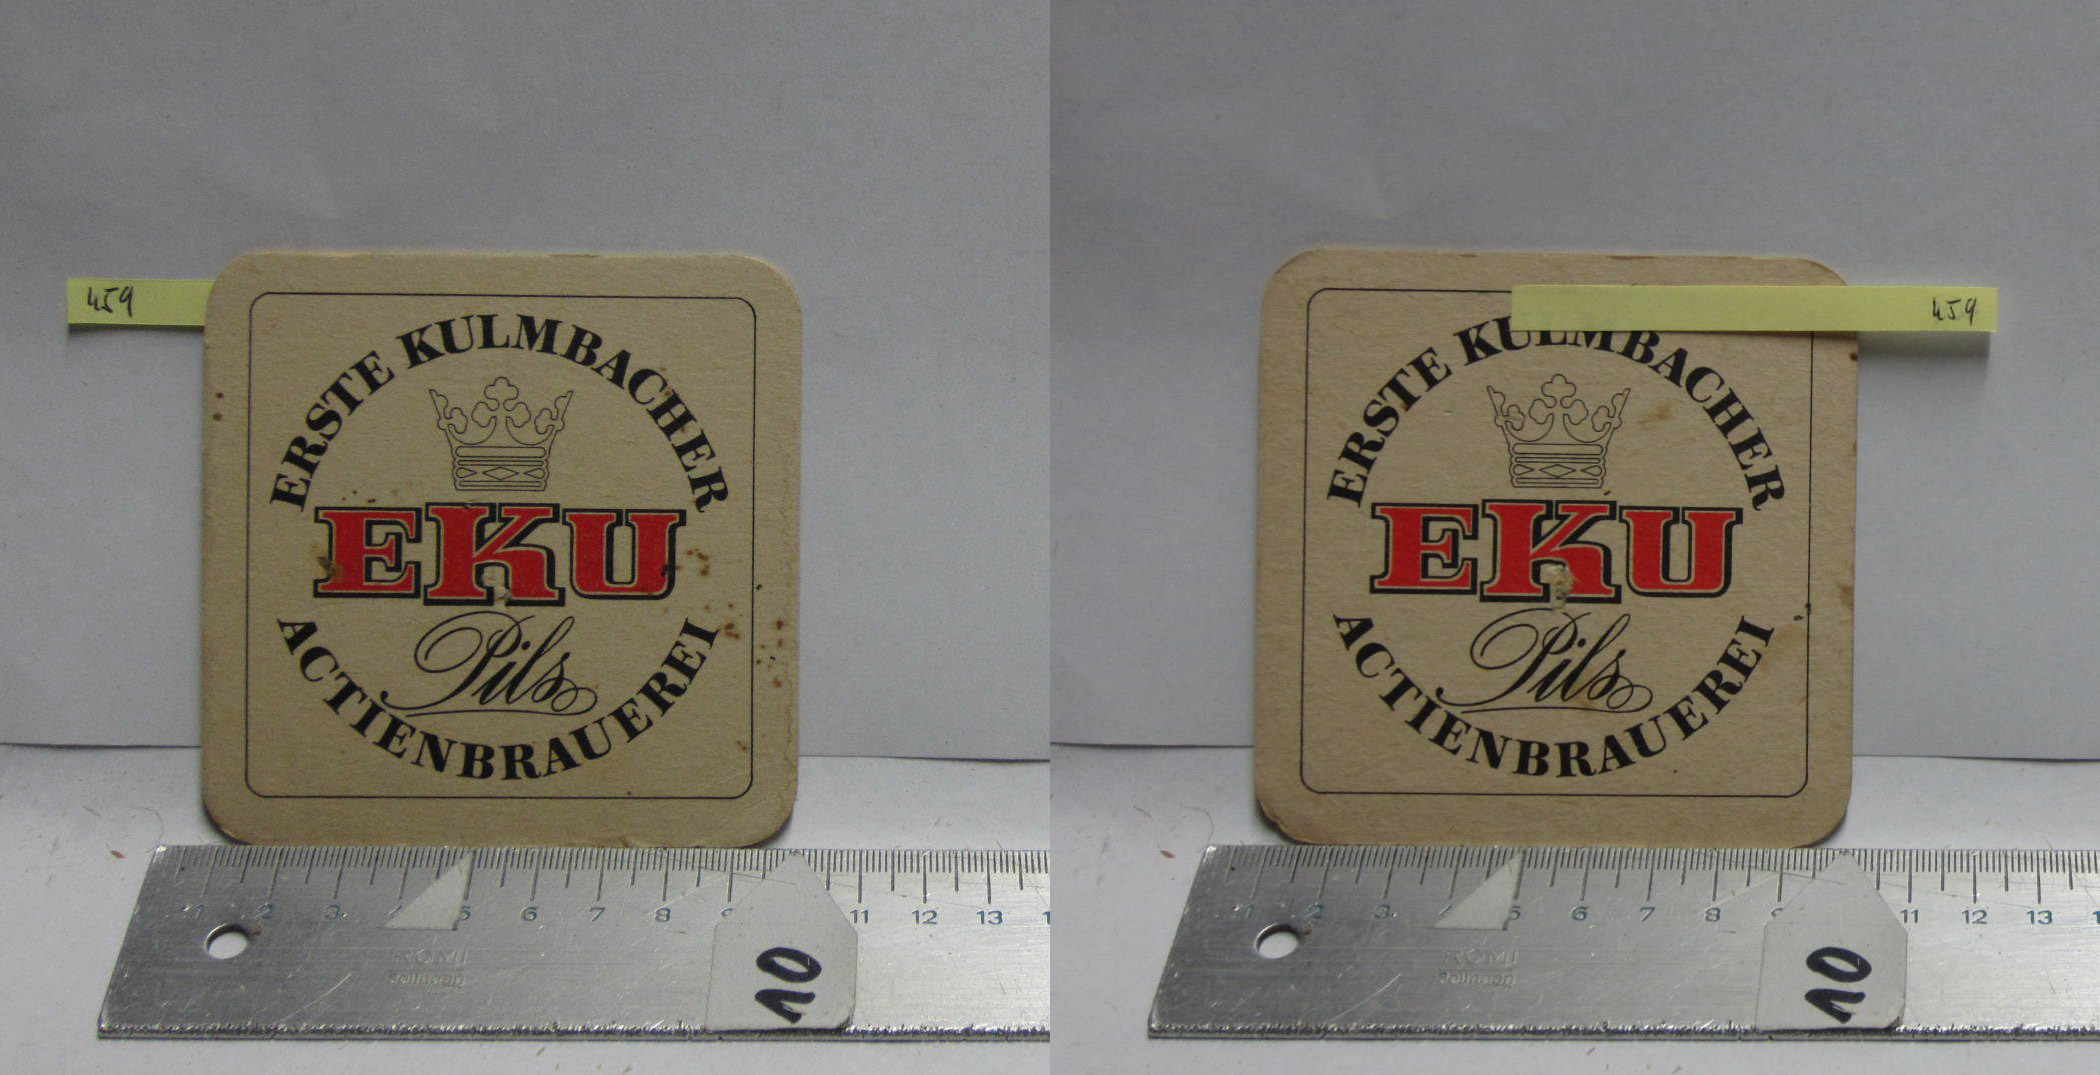 459
ERSTE KULMBACHER
EKU
Pils
ACTIENBRAUEREI
1 2 3 4 5 6 7 8 9 11 12 13
ROMI
10
459
ERSTE KULMBACHER
EKU
Pils
ACTIENBRAUEREI
1 2 3 4 5 6 7 8 9 11 12 13
ROMI
10